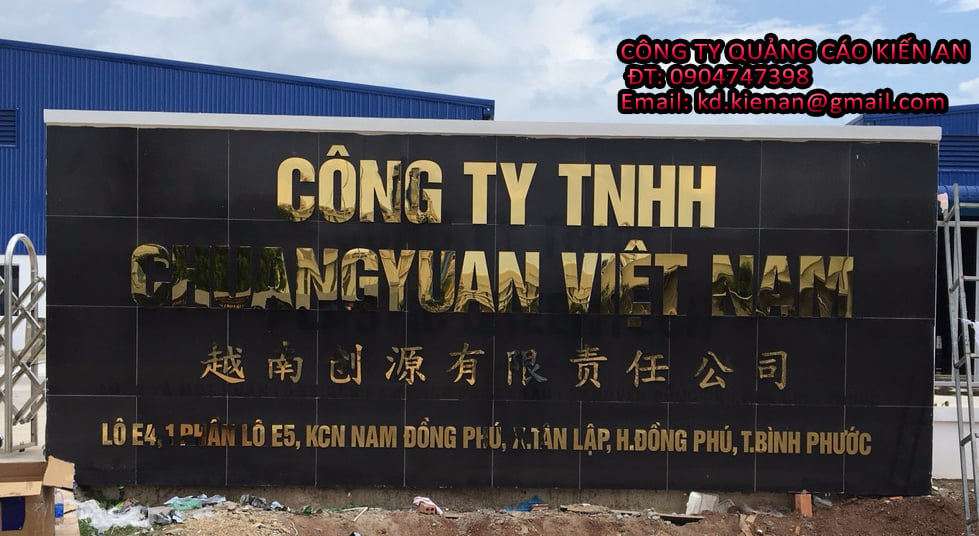 CÔNG TY QUẢNG CÁO KIẾN AN
ĐT: 0904747398
Email: kd.kienan@gmail.com
CÔNG TY TNHH
CHUANGYUAN VIỆT NAM
越南创源有限责任公司
LÔ E4, 1 PHẦN LÔ E5, KCN NAM ĐỒNG PHÚ, X.TÂN LẬP, H.ĐỒNG PHÚ, T.BÌNH PHƯỚC